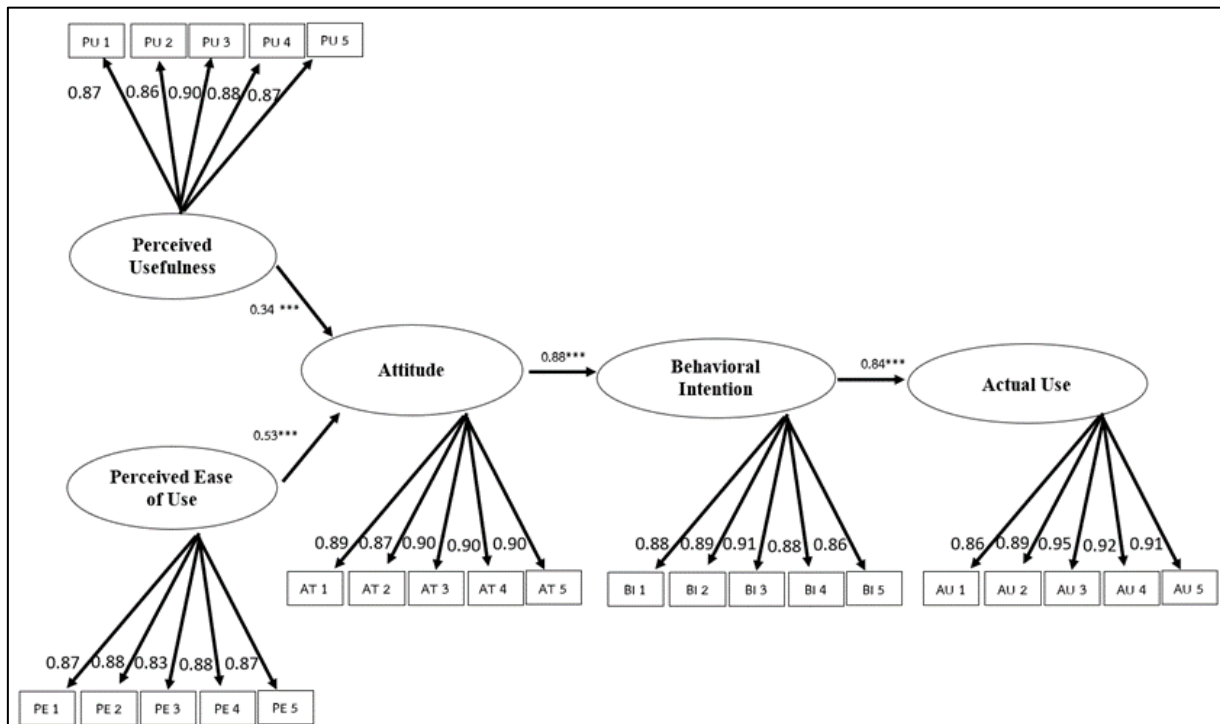 PU 1 PU 2 PU 3 PU 4 PU 5
0.87 0.86 0.90 0.88 0.87
Perceived
Usefulness
0.34 ***
Attitude
0.88***
Behavioral
Intention
0.84***
Actual Use
0.53***
Perceived Ease
of Use
0.89 0.87 0.90 0.90 0.90
AT 1 AT 2 AT 3 AT 4 AT 5
0.88 0.89 0.91 0.88 0.86
BI 1 BI 2 BI 3 BI 4 BI 5
0.86 0.89 0.95 0.92 0.91
AU 1 AU 2 AU 3 AU 4 AU 5
0.87 0.88 0.83 0.88 0.87
PE 1 PE 2 PE 3 PE 4 PE 5